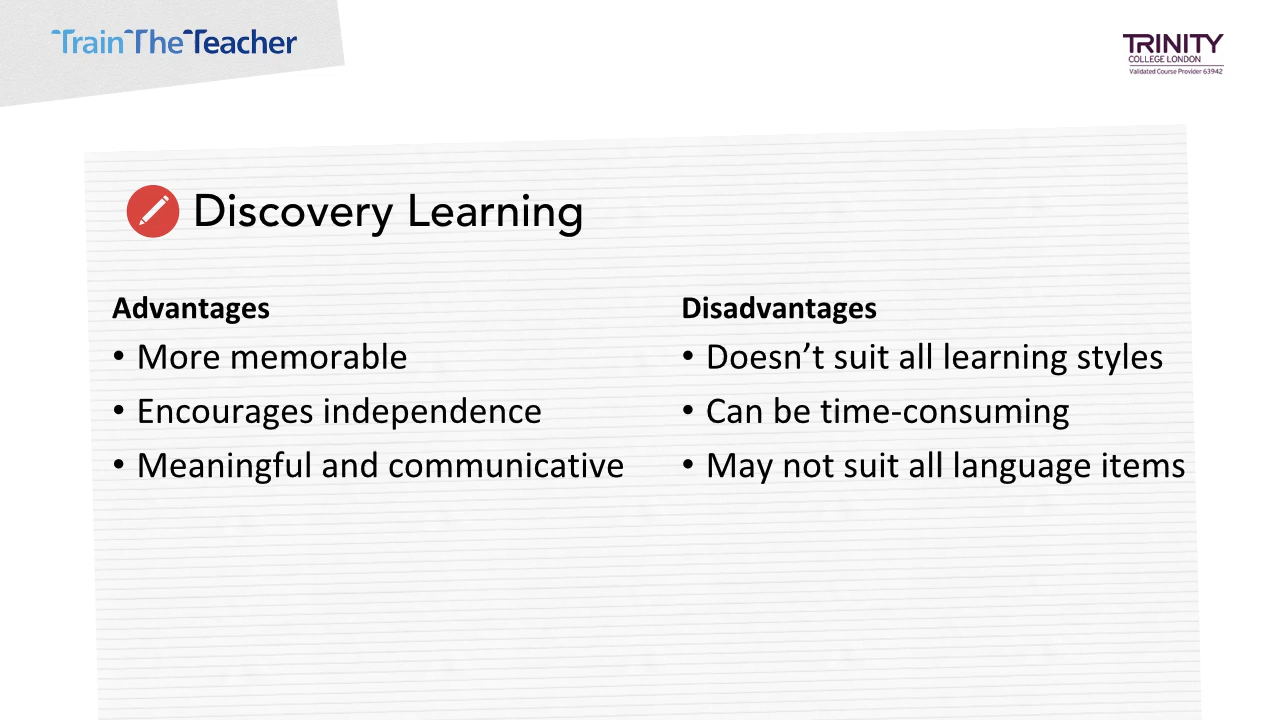 TrainTheTeacher
TRINITY
COLLEGE LONDON
Validated Course Provider 63942
Discovery Learning
Advantages
• More memorable
• Encourages independence
• Meaningful and communicative
Disadvantages
• Doesn’t suit all learning styles
• Can be time-consuming
• May not suit all language items